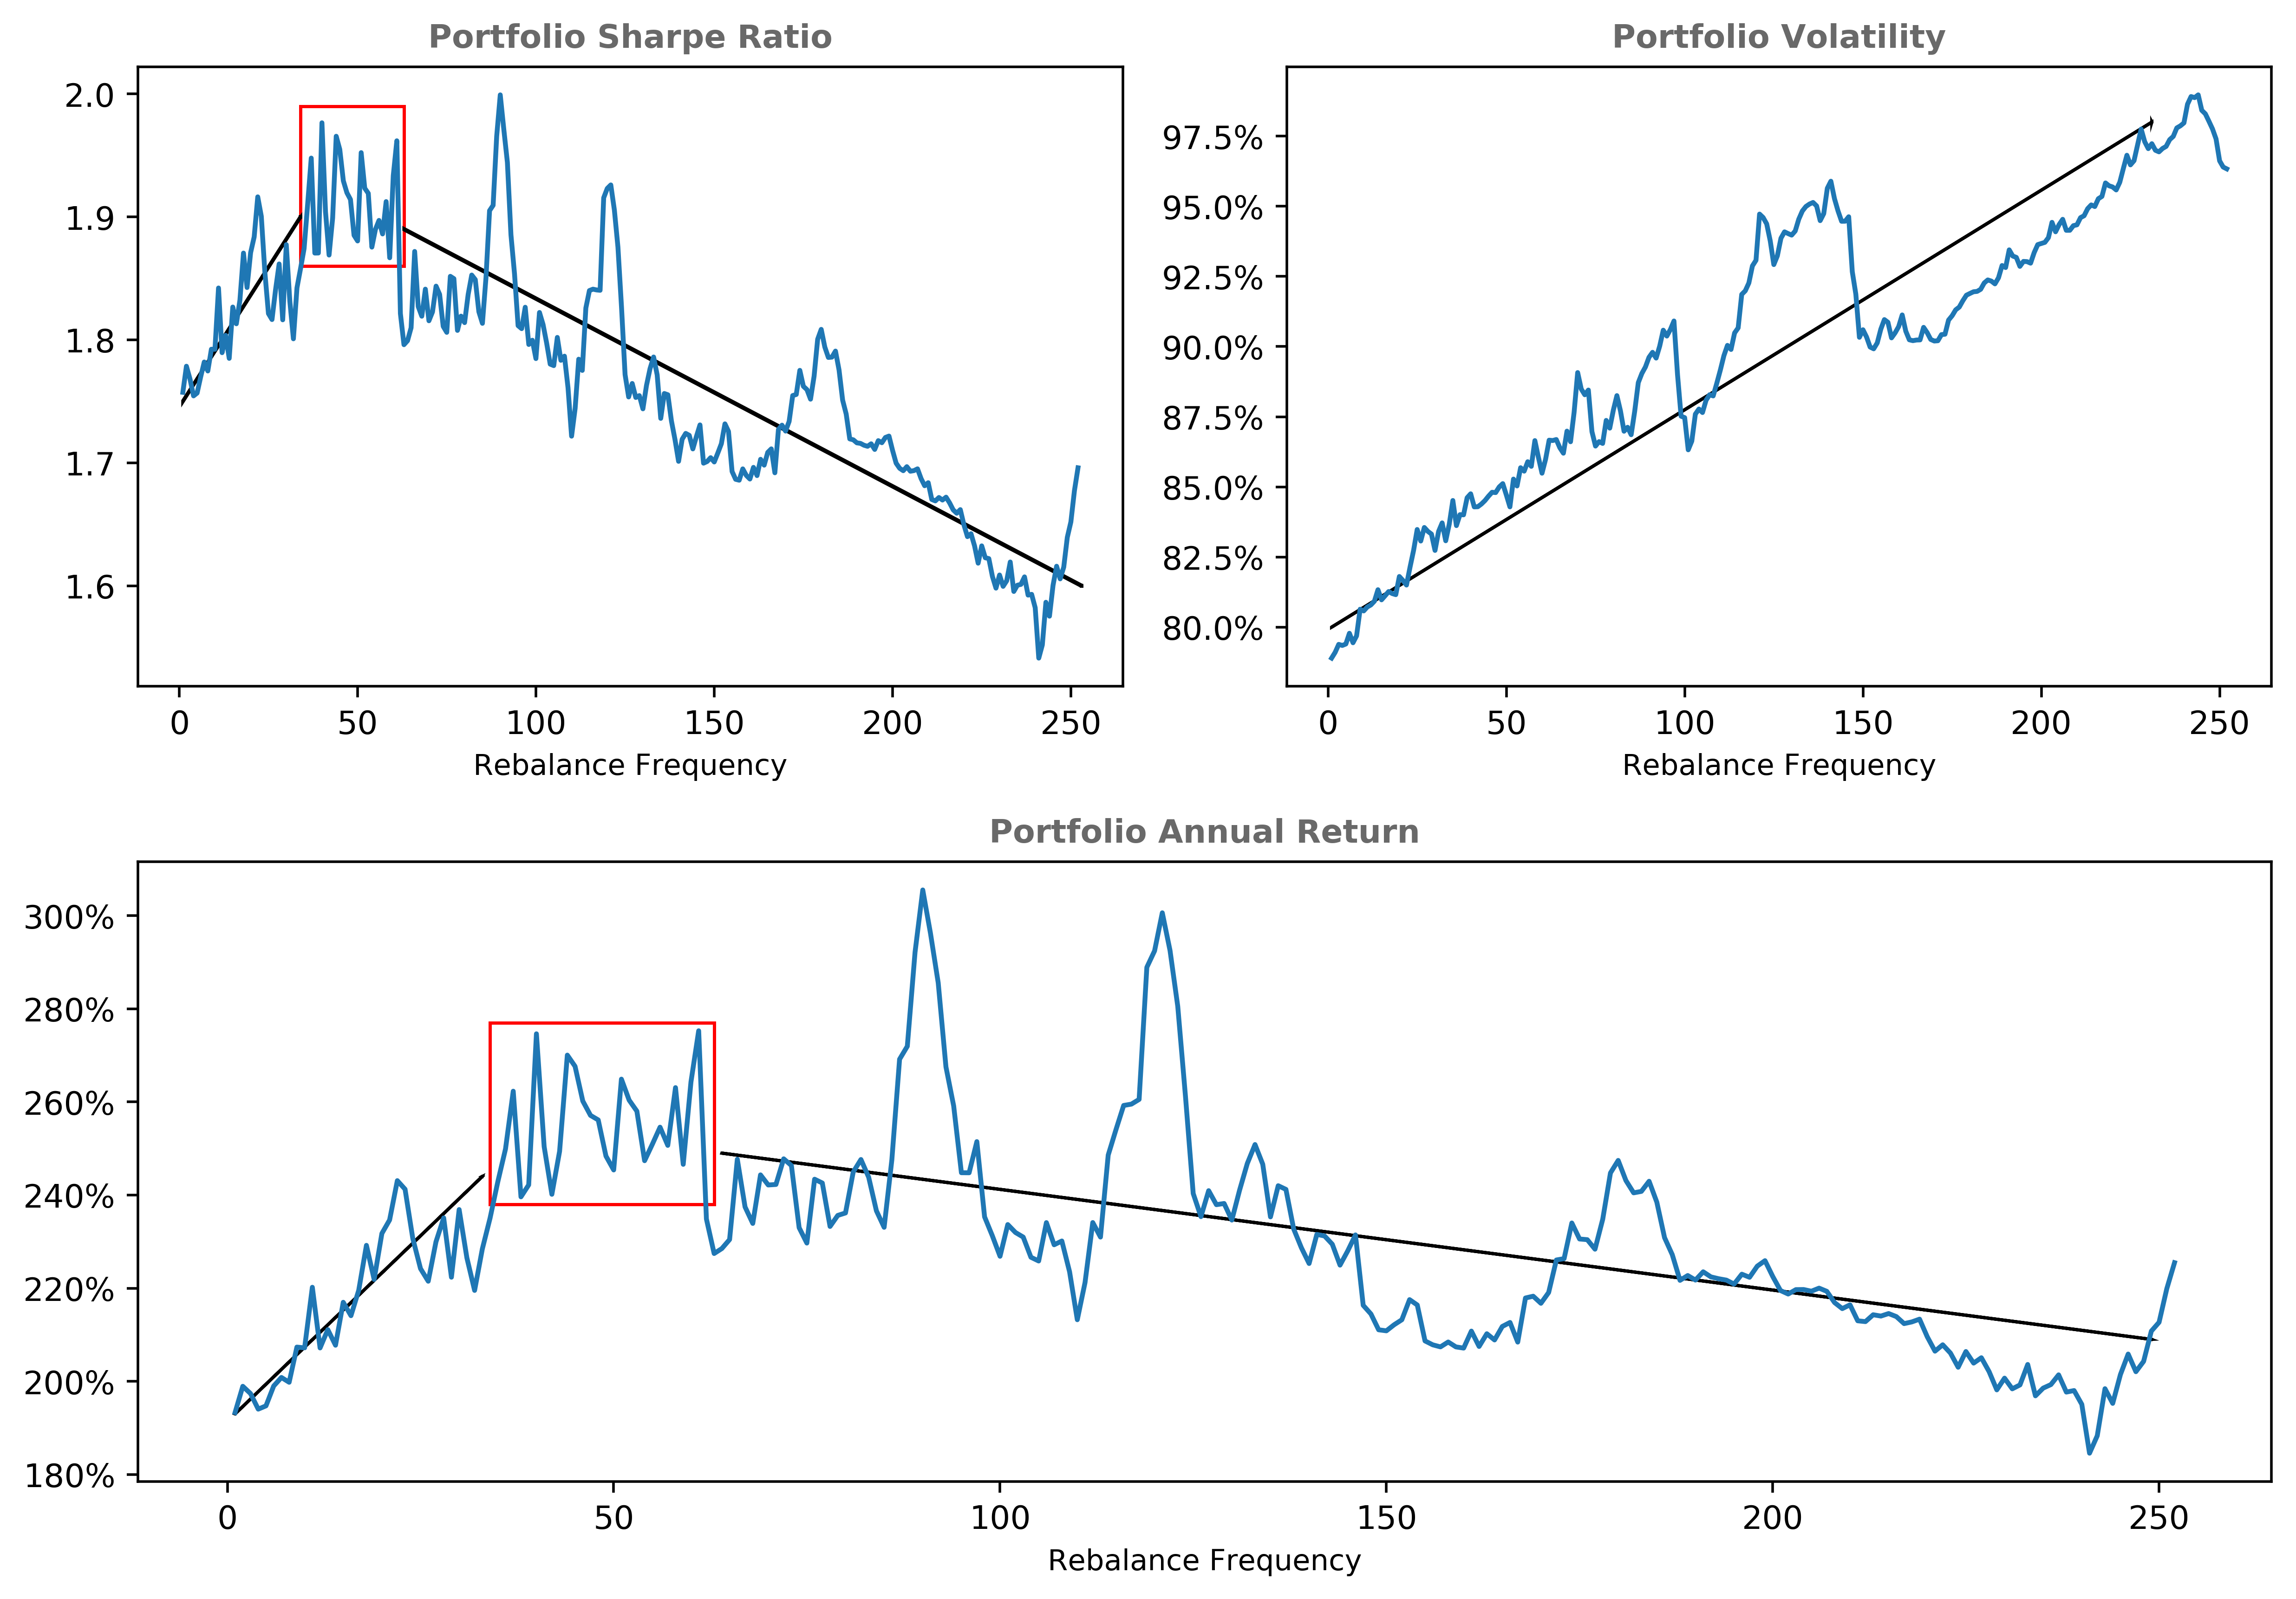 Portfolio Sharpe Ratio
2.0
1.9
1.8
1.7
1.6
0 50 100 150 200 250
Rebalance Frequency
Portfolio Volatility
97.5%
95.0%
92.5%
90.0%
87.5%
85.0%
82.5%
80.0%
0 50 100 150 200 250
Rebalance Frequency
Portfolio Annual Return
300%
280%
260%
240%
220%
200%
180%
0 50 100 150 200 250
Rebalance Frequency